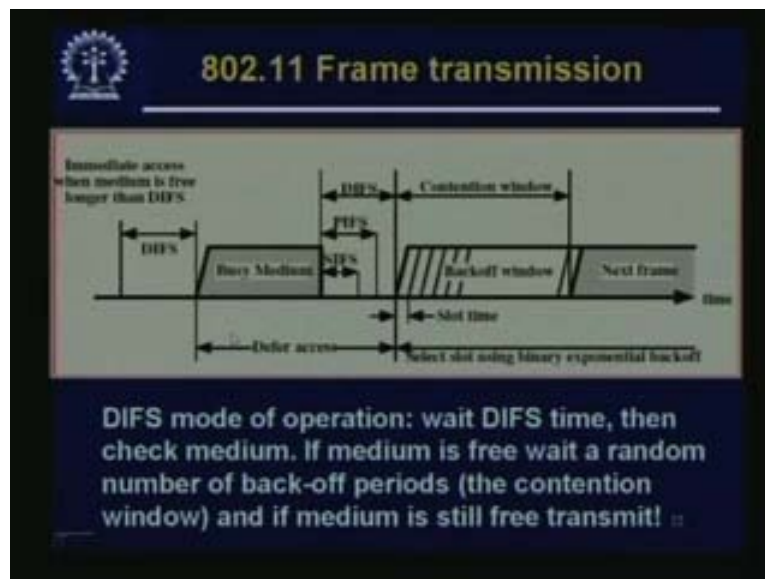 802.11 Frame transmission
Immediate access
when medium is free
longer than DIFS
DIFS
Contention window
PIFS
DIFS
SIFS
Busy Medium
Backoff window
Next frame
time
Slot time
Defer access
Select slot using binary exponential backoff
DIFS mode of operation: wait DIFS time, then
check medium. If medium is free wait a random
number of back-off periods (the contention
window) and if medium is still free transmit!